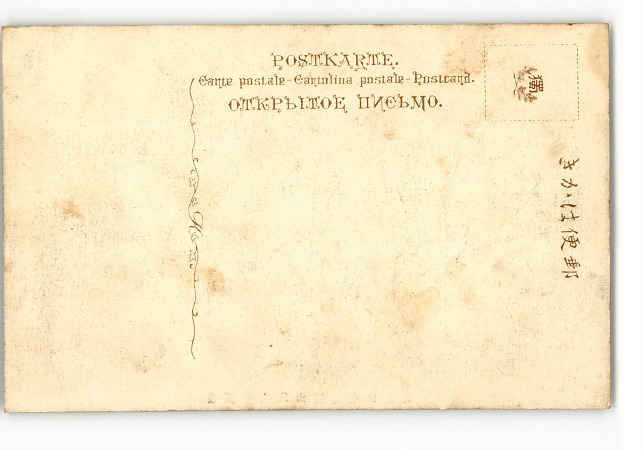 POSTKARTE.
Carte postale-Cartolina postale-Postcard.
ОТКРЫТОЕ ПИСЬМО.
きかは便郵